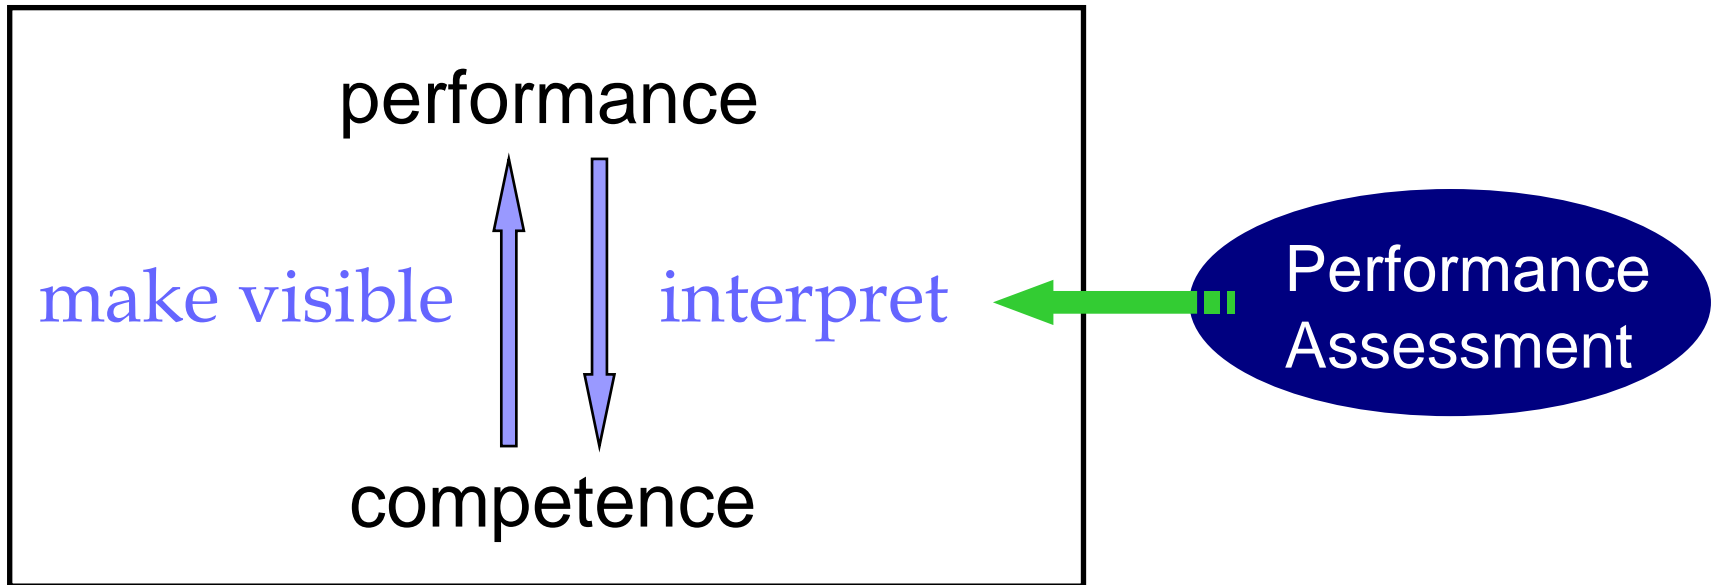 performance
make visible
interpret
competence
Performance
Assessment